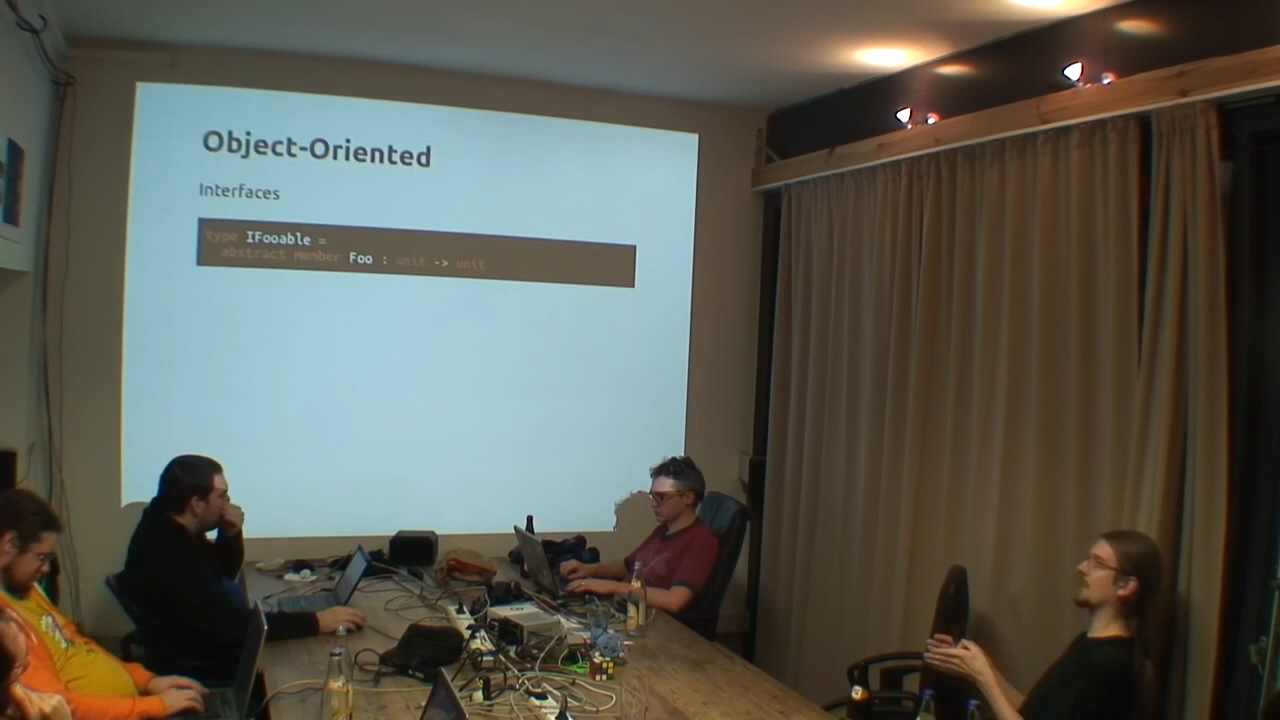 Object-Oriented
Interfaces
type IFooable =
abstract member Foo : unit -> unit